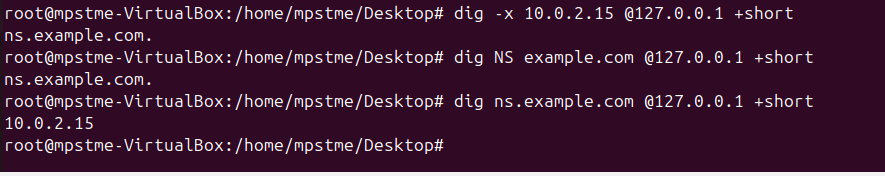 root@mpstme-VirtualBox:/home/mpstme/Desktop# dig -x 10.0.2.15 @127.0.0.1 +short
ns.example.com.
root@mpstme-VirtualBox:/home/mpstme/Desktop# dig NS example.com @127.0.0.1 +short
ns.example.com.
root@mpstme-VirtualBox:/home/mpstme/Desktop# dig ns.example.com @127.0.0.1 +short
10.0.2.15
root@mpstme-VirtualBox:/home/mpstme/Desktop#